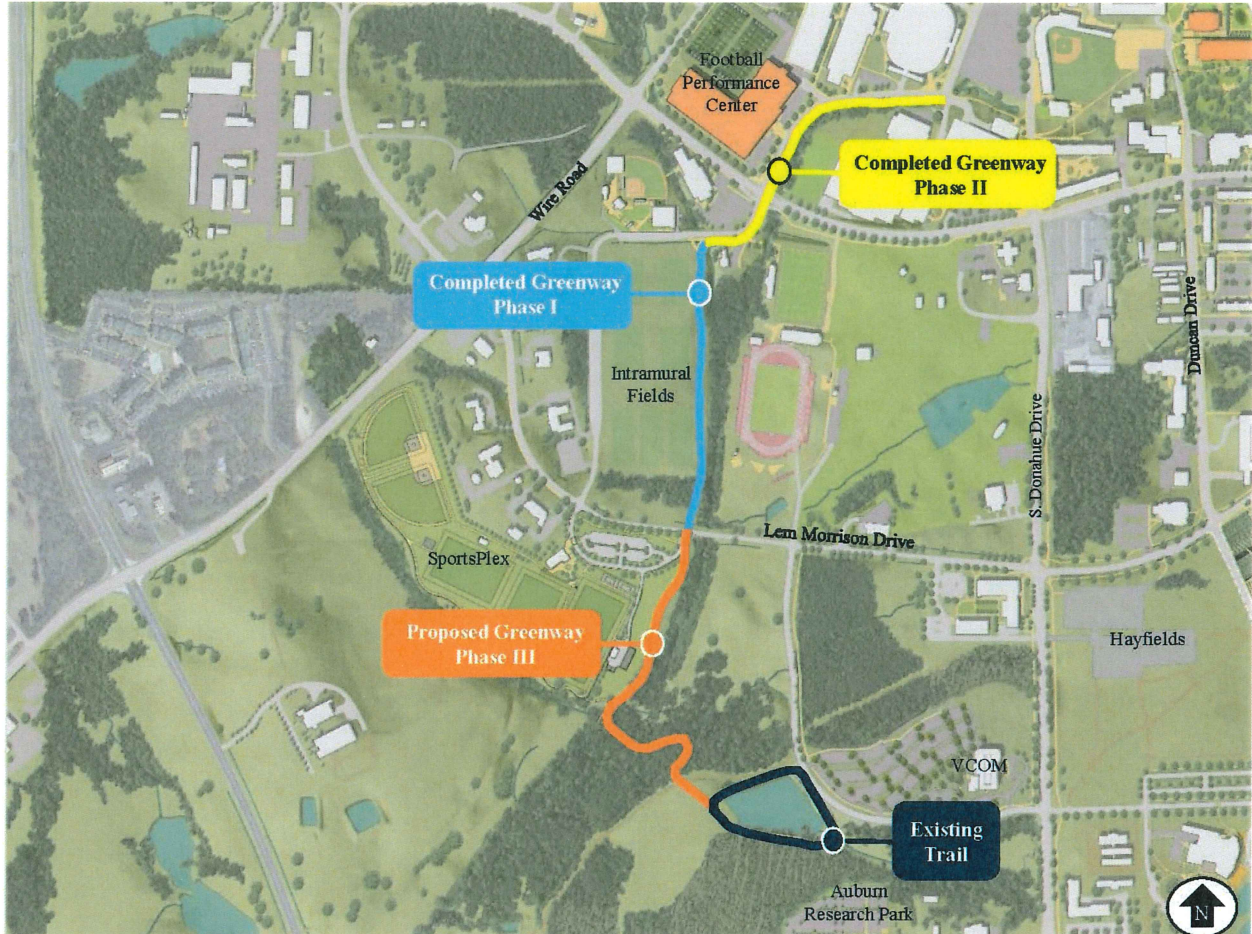 Football
Performance
Center
Completed Greenway
Phase II
Wire Road
Completed Greenway
Phase I
Duncan Drive
Intramural
Fields
S. Donahue Drive
Lem Morrison Drive
SportsPlex
Proposed Greenway
Phase III
Hayfields
VCOM
Existing
Trail
Auburn
Research Park
N